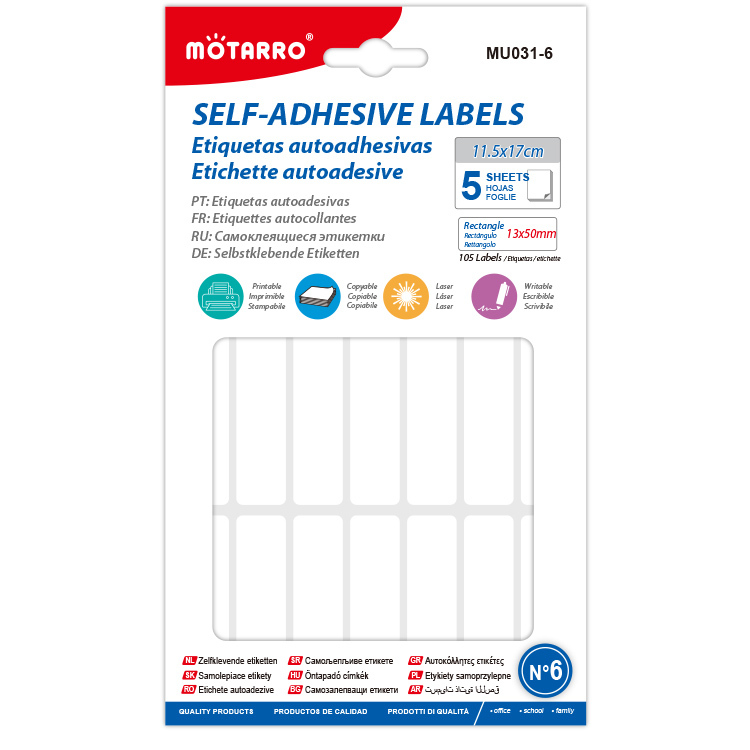 MOTARRO®
MU031-6
SELF-ADHESIVE LABELS
Etiquetas autoadhesivas
Etichette autoadesive
11.5x17cm
5 SHEETS
HOJAS
FOGLIE
PT: Etiquetas autoadesivas
FR: Etiquettes autocollantes
RU: Самоклеящиеся этикетки
DE: Selbstklebende Etiketten
Rectangle
Rectángulo
Rettangolo
13x50mm
105 Labels / Etiquetas / etichette
Printable
Imprimible
Stampabile
Copyable
Copiable
Copiabile
Laser
Láser
Laser
Writable
Escribible
Scrivibile
NL Zelfklevende etiketten
SR Самољепљиве етикете
GR Αυτοκόλλητες ετικέτες
SK Samolepiace etikety
HU Öntapadó címkék
PL Etykiety samoprzylepne
RO Etichete autoadezive
BG Самозалепващи етикети
AR
N°6
QUALITY PRODUCTS PRODUCTOS DE CALIDAD PRODOTTI DI QUALITÀ • office • school • family